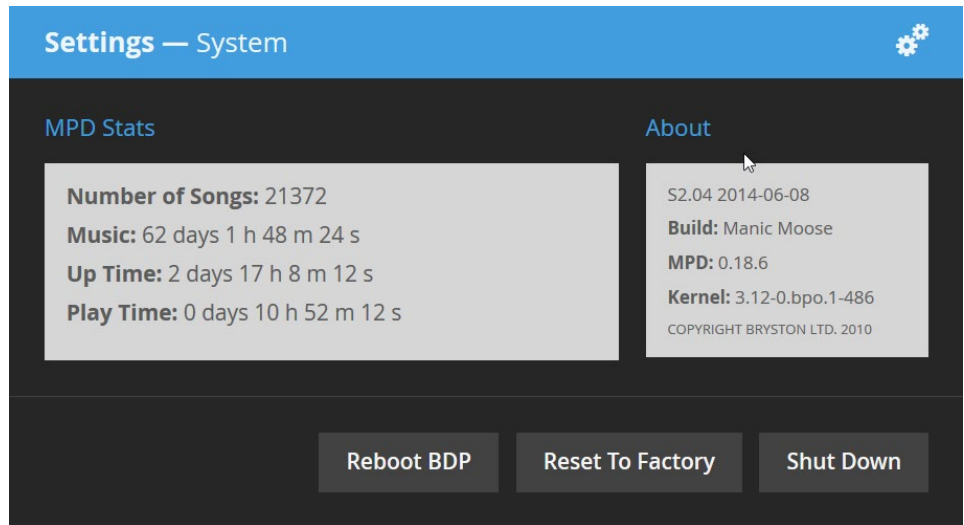 Settings — System
MPD Stats
Number of Songs: 21372
Music: 62 days 1 h 48 m 24 s
Up Time: 2 days 17 h 8 m 12 s
Play Time: 0 days 10 h 52 m 12 s
About
S2.04 2014-06-08
Build: Manic Moose
MPD: 0.18.6
Kernel: 3.12-0.bpo.1-486
COPYRIGHT BRYSTON LTD. 2010
Reboot BDP
Reset To Factory
Shut Down